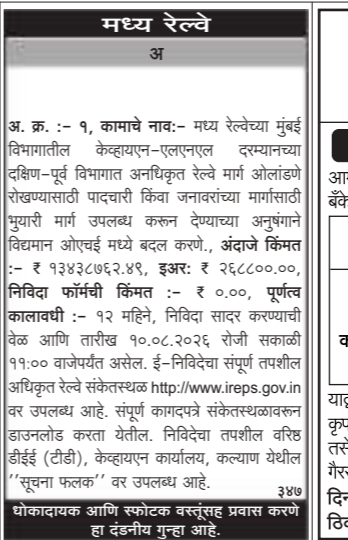 मध्य रेल्वे
अ
अ. क्र. :- १, कामाचे नाव:- मध्य रेल्वेच्या मुंबई
विभागातील केव्हायएन-एलएनएल दरम्यानच्या
दक्षिण-पूर्व विभागात अनधिकृत रेल्वे मार्ग ओलांडणे
रोखण्यासाठी पादचारी किंवा जनावरांच्या मार्गासाठी
भुयारी मार्ग उपलब्ध करून देण्याच्या अनुषंगाने
विद्यमान ओएचई मध्ये बदल करणे., अंदाजे किंमत
:- ₹ १३४३८७६२.४९, इअर: ₹ २६८८००.००,
निविदा फॉर्मची किंमत :- ₹ ०.००, पूर्णत्व
कालावधी :- १२ महिने, निविदा सादर करण्याची
वेळ आणि तारीख १०.०८.२०२६ रोजी सकाळी
११:०० वाजेपर्यंत असेल. ई-निविदेचा संपूर्ण तपशील
अधिकृत रेल्वे संकेतस्थळ http://www.ireps.gov.in
वर उपलब्ध आहे. संपूर्ण कागदपत्रे संकेतस्थळावरून
डाउनलोड करता येतील. निविदेचा तपशील वरिष्ठ
डीईई (टीडी), केव्हायएन कार्यालय, कल्याण येथील
''सूचना फलक'' वर उपलब्ध आहे.
३४७
धोकादायक आणि स्फोटक वस्तूंसह प्रवास करणे
हा दंडनीय गुन्हा आहे.